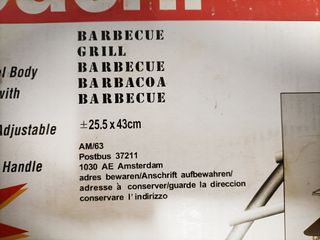 BARBECUE
GRILL
BARBECUE
BARBACOA
BARBECUE
Body
with
Adjustable
Handle
±25.5 x 43cm
AM/63
Postbus 37211
1030 AE Amsterdam
adres bewaren/Anschrift aufbewahren/
adresse à conserver/guarde la direccion
conservare l'indirizzo